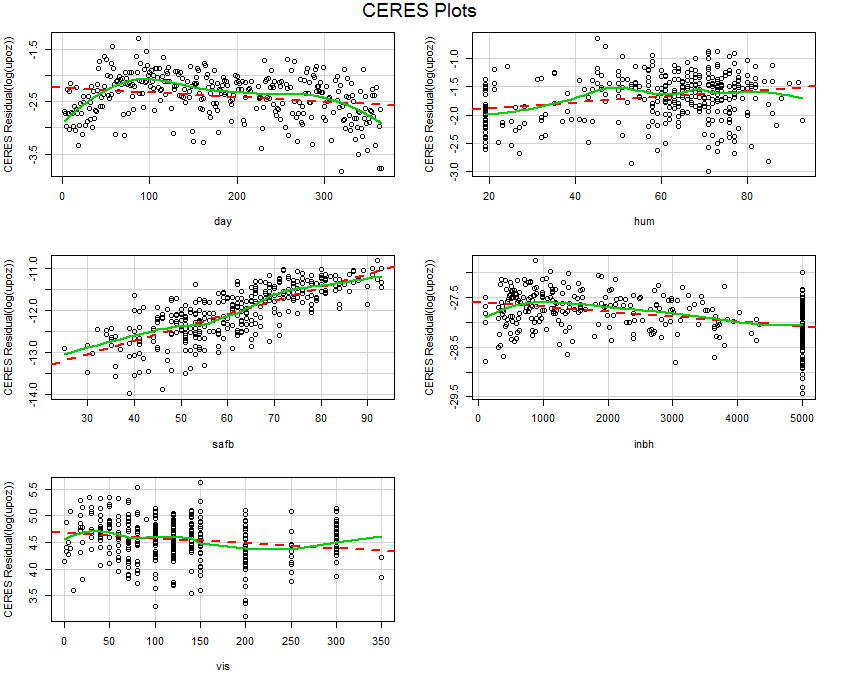 CERES Plots
CERES Residual(log(upoz))
-1.5
-2.5
-3.5
0 100 200 300
day
CERES Residual(log(upoz))
-1.0
-1.5
-2.0
-2.5
-3.0
20 40 60 80
hum
CERES Residual(log(upoz))
-11.0
-12.0
-13.0
-14.0
30 40 50 60 70 80 90
safb
CERES Residual(log(upoz))
-27.5
-28.5
-29.5
0 1000 2000 3000 4000 5000
inbh
CERES Residual(log(upoz))
5.5
5.0
4.5
4.0
3.5
0 50 100 150 200 250 300 350
vis